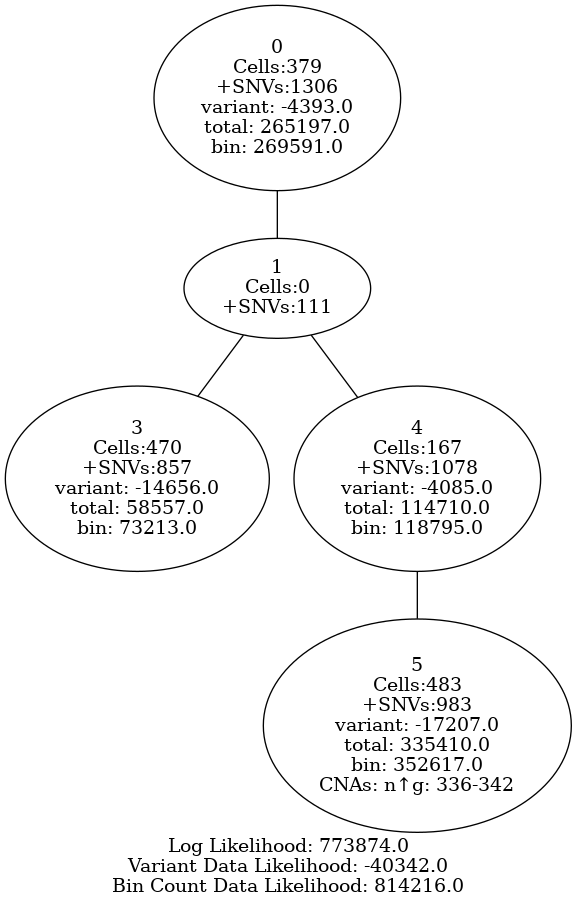 0
Cells:379
+SNVs:1306
variant: -4393.0
total: 265197.0
bin: 269591.0
1
Cells:0
+SNVs:111
3
Cells:470
+SNVs:857
variant: -14656.0
total: 58557.0
bin: 73213.0
4
Cells:167
+SNVs:1078
variant: -4085.0
total: 114710.0
bin: 118795.0
5
Cells:483
+SNVs:983
variant: -17207.0
total: 335410.0
bin: 352617.0
CNAs: n↑g: 336-342
Log Likelihood: 773874.0
Variant Data Likelihood: -40342.0
Bin Count Data Likelihood: 814216.0